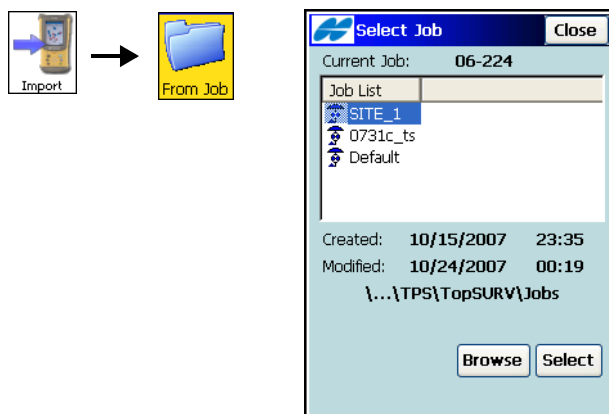 Import
From Job
Select Job Close
Current Job: 06-224
Job List
SITE_1
0731c_ts
Default
Created: 10/15/2007 23:35
Modified: 10/24/2007 00:19
\...\TPS\TopSURV\Jobs
Browse Select